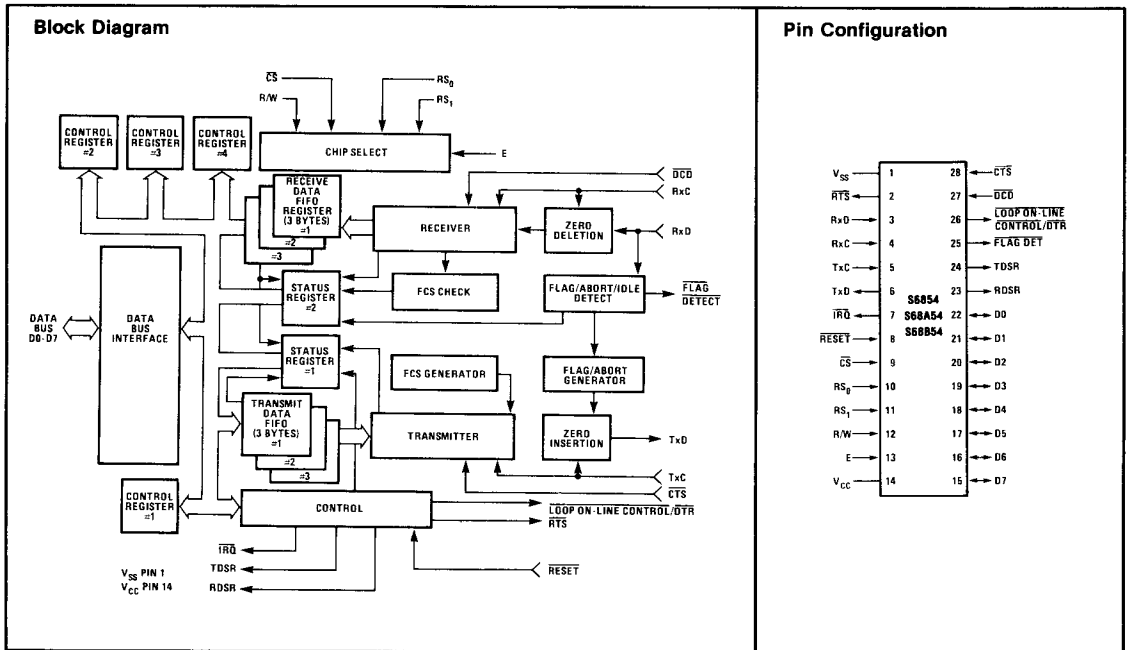 Block Diagram
CS
R/W
RS0
RS1
CONTROL
REGISTER
=2
CONTROL
REGISTER
=3
CONTROL
REGISTER
=4
CHIP SELECT
E
RECEIVE
DATA
FIFO
REGISTER
(3 BYTES)
=1
=2
=3
RECEIVER
ZERO
DELETION
DCD
RxC
RxD
STATUS
REGISTER
=2
FCS CHECK
FLAG/ABORT/IDLE
DETECT
FLAG
DETECT
DATA
BUS
D0-D7
DATA
BUS
INTERFACE
STATUS
REGISTER
=1
FCS GENERATOR
FLAG/ABORT
GENERATOR
TRANSMIT
DATA
FIFO
(3 BYTES)
=1
=2
=3
TRANSMITTER
ZERO
INSERTION
TxD
TxC
CTS
CONTROL
REGISTER
=1
CONTROL
LOOP ON-LINE CONTROL/DTR
RTS
IRQ
TDSR
RDSR
RESET
VSS PIN 1
VCC PIN 14
Pin Configuration
VSS 1 28 CTS
RTS 2 27 DCD
RxD 3 26 LOOP ON-LINE
CONTROL/DTR
RxC 4 25 FLAG DET
TxC 5 24 TDSR
TxD 6 23 RDSR
S6854
IRQ 7 S68A54 22 D0
S68B54
RESET 8 21 D1
CS 9 20 D2
RS0 10 19 D3
RS1 11 18 D4
R/W 12 17 D5
E 13 16 D6
VCC 14 15 D7